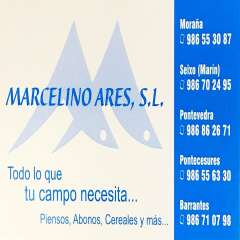 MARCELINO ARES, S.L.
Todo lo que
tu campo necesita...
Piensos, Abonos, Cereales y más...
Moraña
986 55 30 87
Seixo (Marín)
986 70 24 95
Pontevedra
986 86 26 71
Pontecesures
986 55 63 30
Barrantes
986 71 07 98